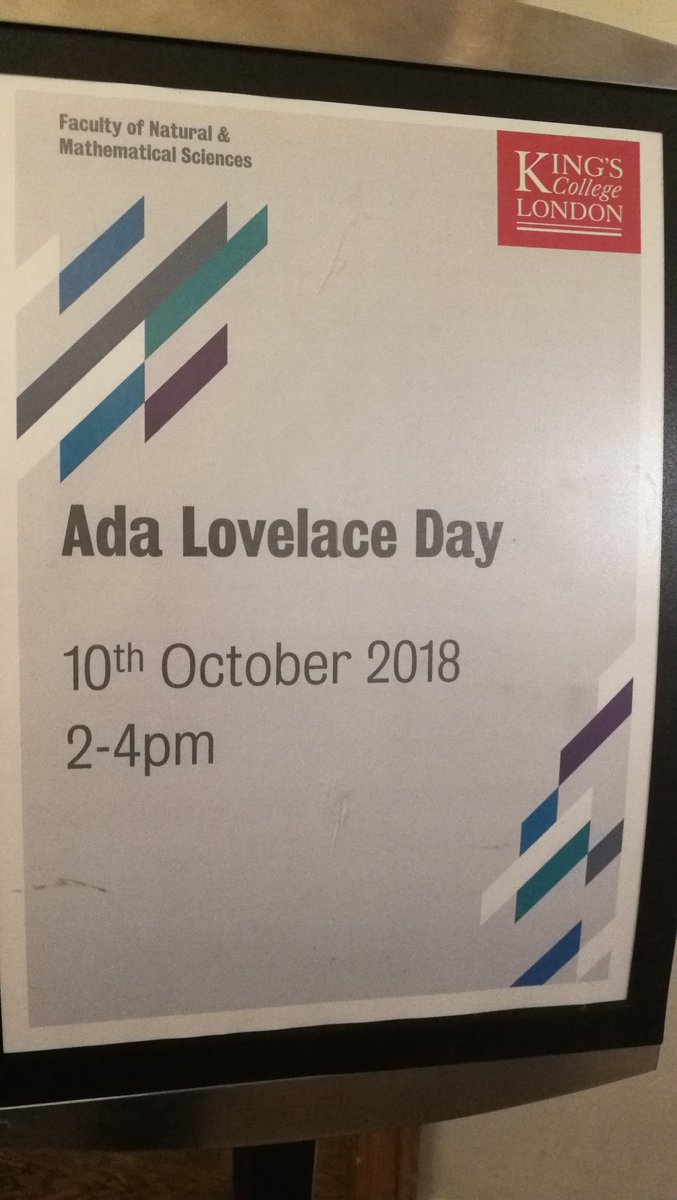 Faculty of Natural &
Mathematical Sciences
KING'S
College
LONDON
Ada Lovelace Day
10th October 2018
2-4pm